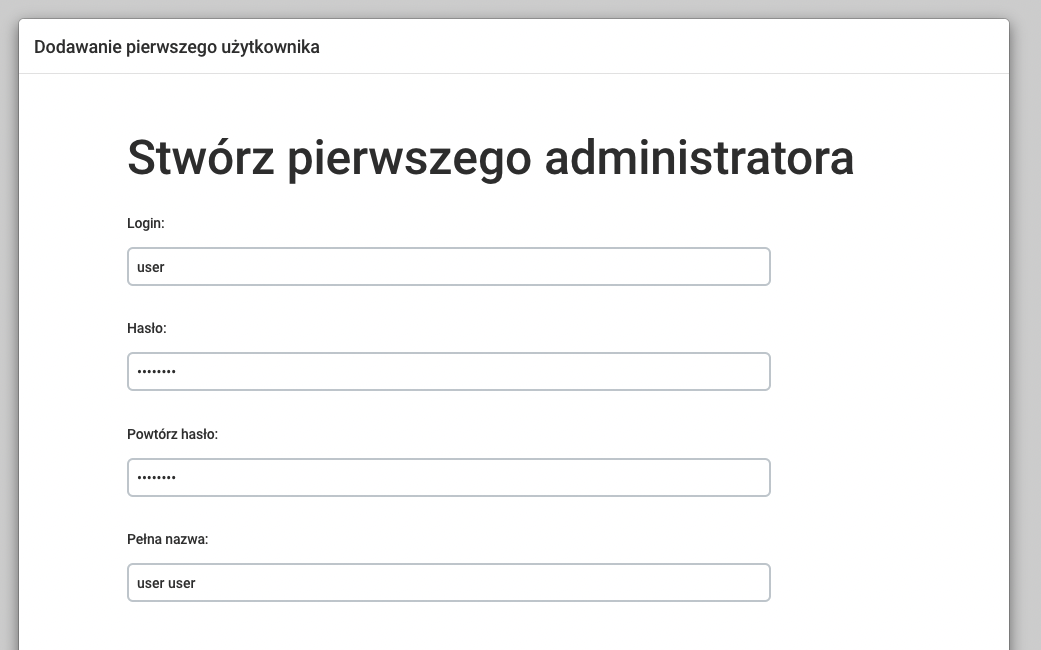 Dodawanie pierwszego użytkownika
Stwórz pierwszego administratora
Login:
user
Hasło:
••••••••
Powtórz hasło:
••••••••
Pełna nazwa:
user user